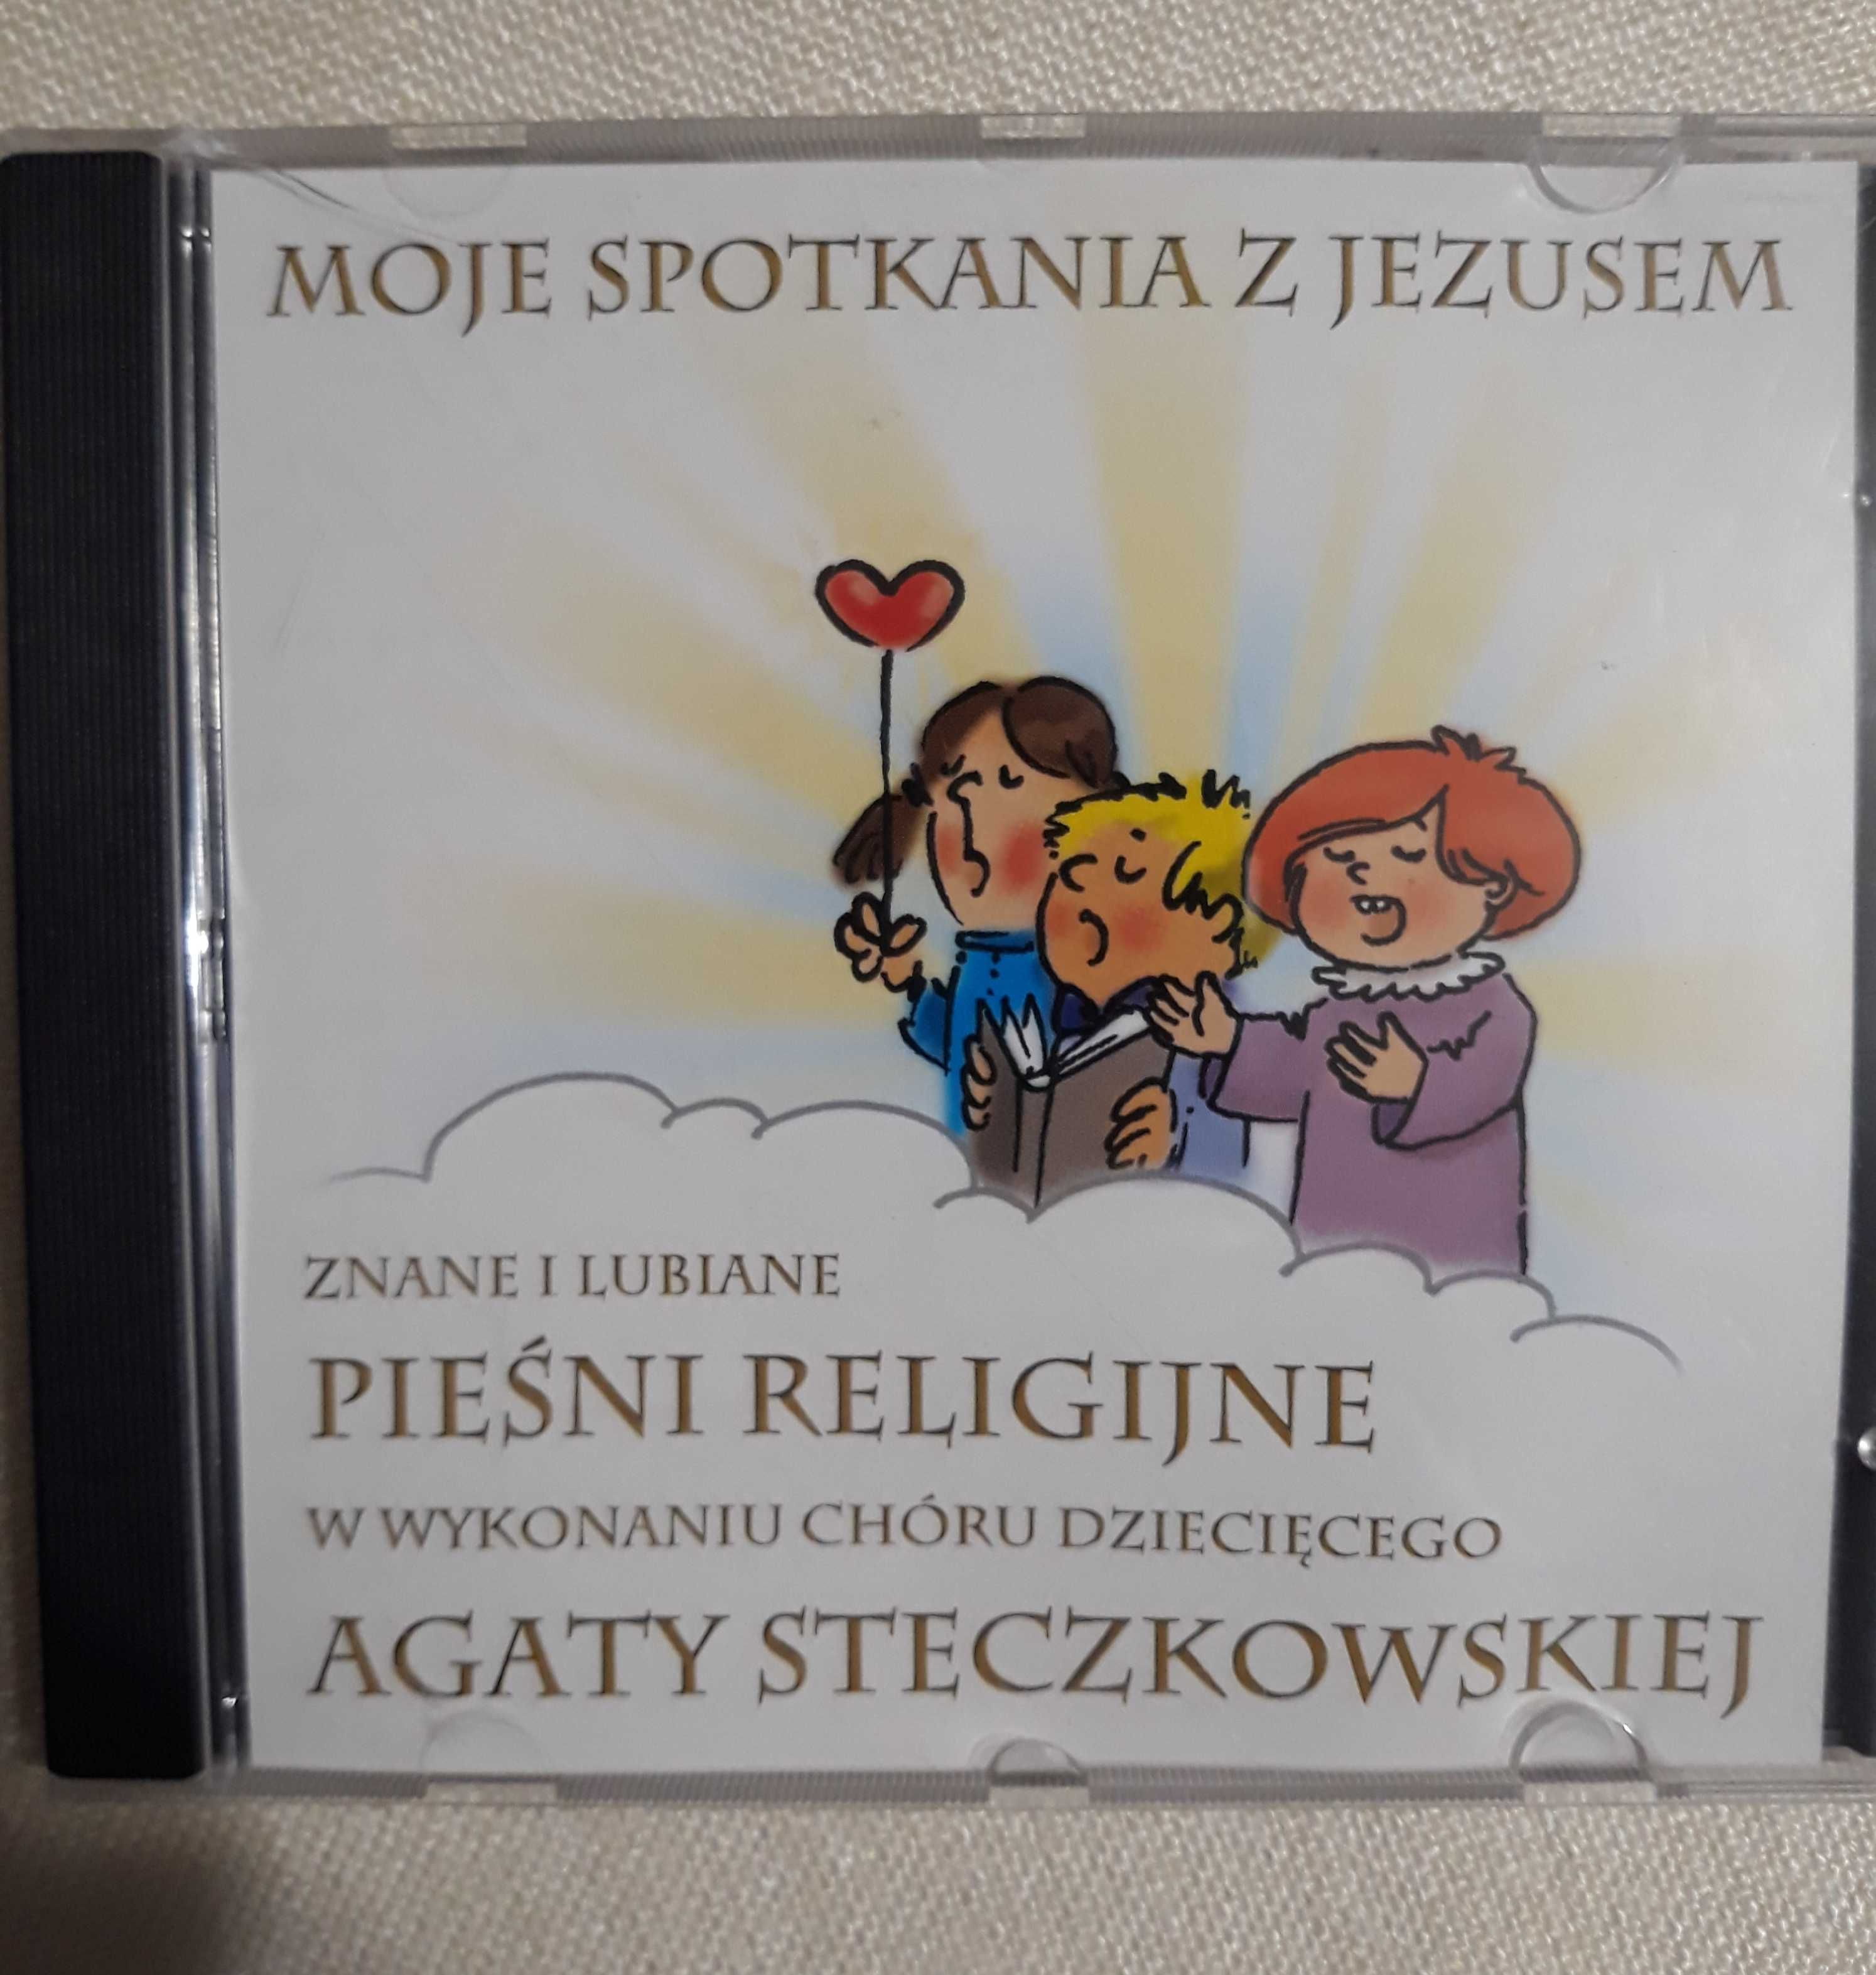 MOJE SPOTKANIA Z JEZUSEM
ZNANE I LUBIANE
PIEŚNI RELIGIJNE
W WYKONANIU CHÓRU DZIECIĘCEGO
AGATY STECZKOWSKIEJ